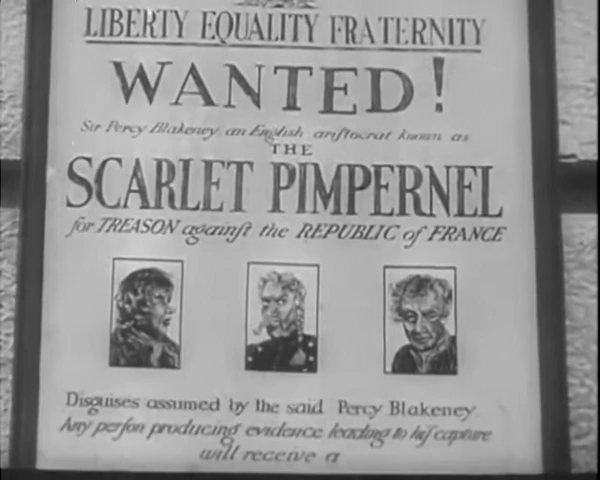 LIBERTY EQUALITY FRATERNITY
WANTED!
Sir Percy Blakeney an English ariſtocrat known as
THE
SCARLET PIMPERNEL
for TREASON againſt the REPUBLIC of FRANCE
Disguises assumed by the said Percy Blakeney
Any perſon producing evidence leading to hiſ capture
will receive a